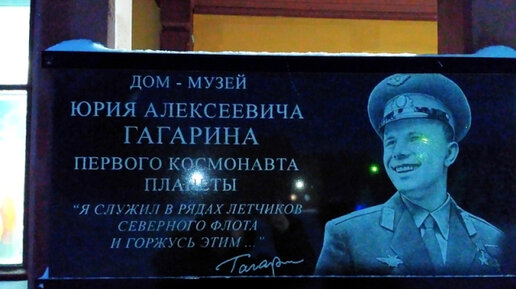 ДОМ - МУЗЕЙ
ЮРИЯ АЛЕКСЕЕВИЧА
ГАГАРИНА
ПЕРВОГО КОСМОНАВТА
ПЛАНЕТЫ
"Я СЛУЖИЛ В РЯДАХ ЛЕТЧИКОВ
СЕВЕРНОГО ФЛОТА
И ГОРЖУСЬ ЭТИМ ..."
Гагарин